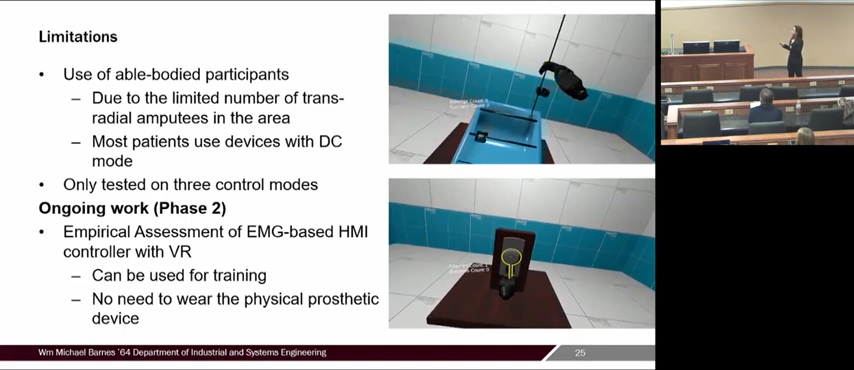 Limitations
• Use of able-bodied participants
– Due to the limited number of trans-
radial amputees in the area
– Most patients use devices with DC
mode
• Only tested on three control modes
Ongoing work (Phase 2)
• Empirical Assessment of EMG-based HMI
controller with VR
– Can be used for training
– No need to wear the physical prosthetic
device
Wm Michael Barnes '64 Department of Industrial and Systems Engineering
25